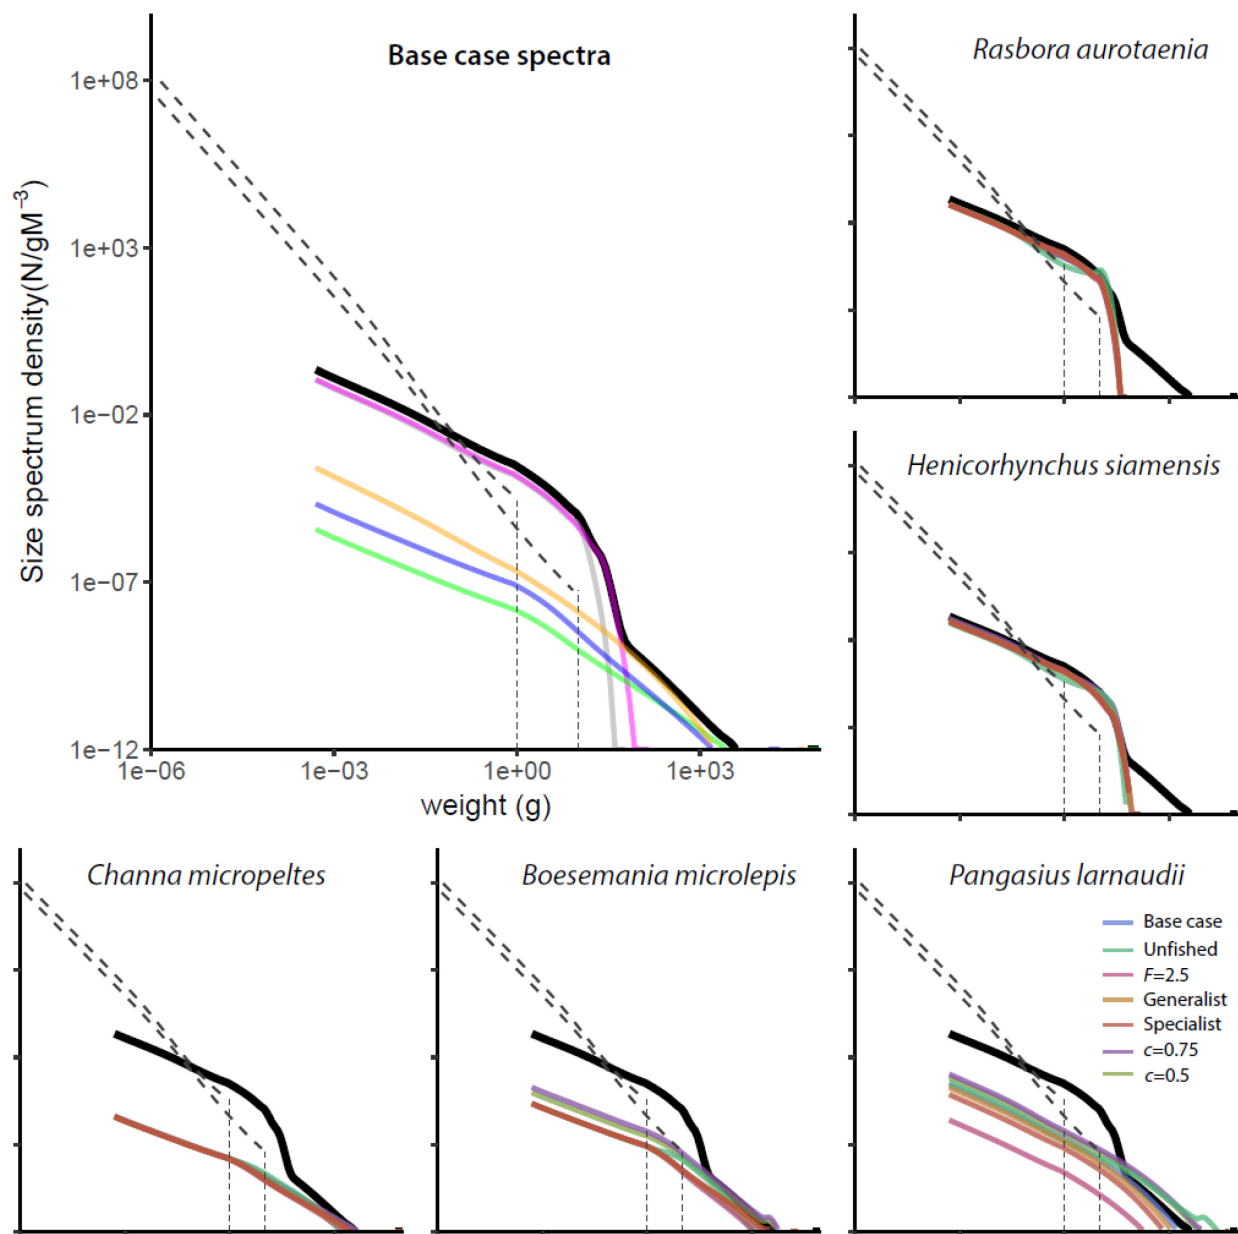 Base case spectra
Rasbora aurotaenia
1e+08
1e+03
1e−02
1e−07
1e−12
Size spectrum density(N/gM⁻³)
1e−06 1e−03 1e+00 1e+03
weight (g)
Henicorhynchus siamensis
Channa micropeltes
Boesemania microlepis
Pangasius larnaudii
Base case
Unfished
F=2.5
Generalist
Specialist
c=0.75
c=0.5